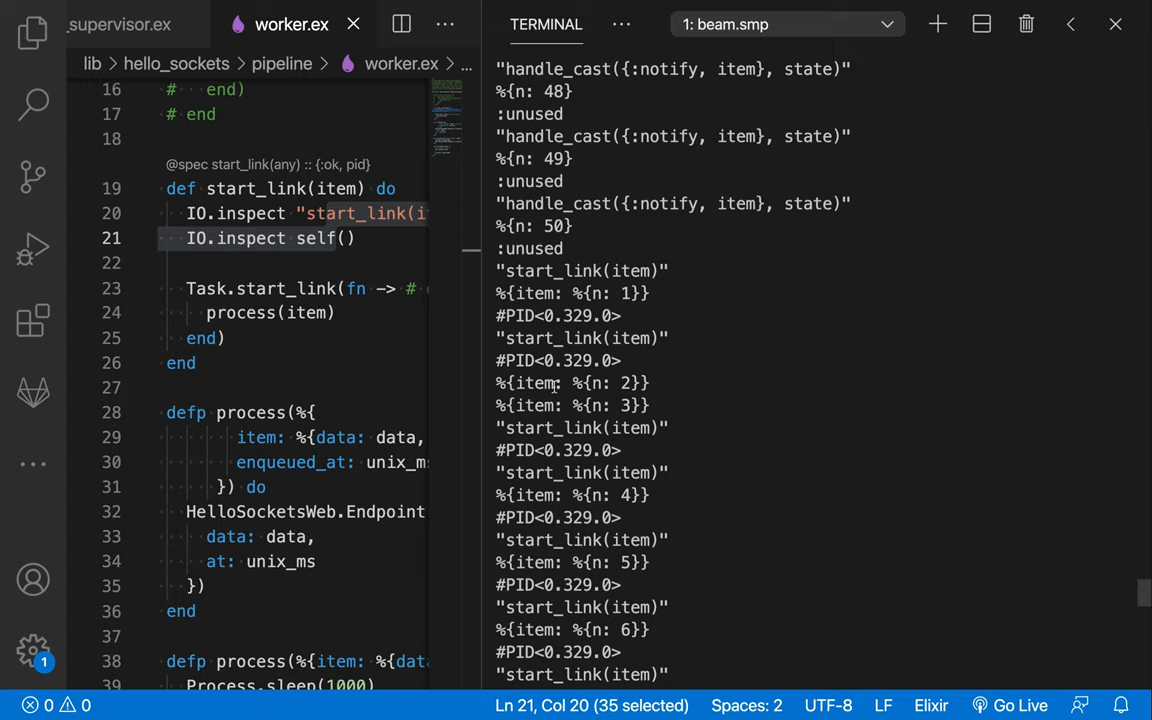 _supervisor.ex
worker.ex
lib > hello_sockets > pipeline > worker.ex > ...
16 # end)
17 # end
18
@spec start_link(any) :: {:ok, pid}
19 def start_link(item) do
20 IO.inspect "start_link(i
21 IO.inspect self()
22
23 Task.start_link(fn -> #
24 process(item)
25 end)
26 end
27
28 defp process(%{
29 item: %{data: data,
30 enqueued_at: unix_m
31 }) do
32 HelloSocketsWeb.Endpoint
33 data: data,
34 at: unix_ms
35 })
36 end
37
38 defp process(%{item: %{dat
39 Process.sleep(1000)
TERMINAL ... 1: beam.smp
"handle_cast({:notify, item}, state)"
%{n: 48}
:unused
"handle_cast({:notify, item}, state)"
%{n: 49}
:unused
"handle_cast({:notify, item}, state)"
%{n: 50}
:unused
"start_link(item)"
%{item: %{n: 1}}
#PID<0.329.0>
"start_link(item)"
#PID<0.329.0>
%{item: %{n: 2}}
%{item: %{n: 3}}
"start_link(item)"
#PID<0.329.0>
"start_link(item)"
%{item: %{n: 4}}
#PID<0.329.0>
"start_link(item)"
%{item: %{n: 5}}
#PID<0.329.0>
"start_link(item)"
%{item: %{n: 6}}
#PID<0.329.0>
"start_link(item)"
1
0 0 Ln 21, Col 20 (35 selected) Spaces: 2 UTF-8 LF Elixir Go Live